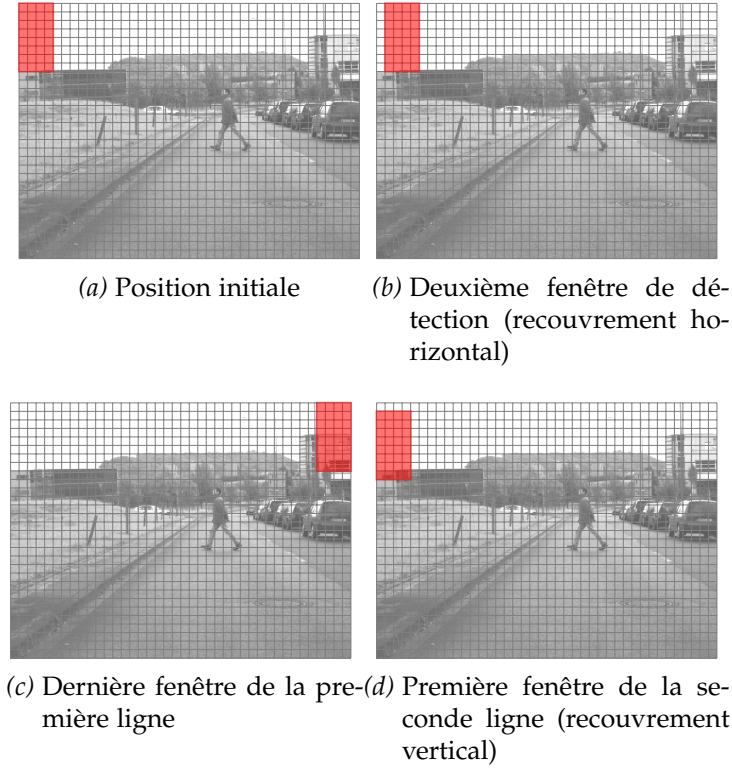 (a) Position initiale
(b) Deuxième fenêtre de dé-
tection (recouvrement ho-
rizontal)
(c) Dernière fenêtre de la pre-
mière ligne
(d) Première fenêtre de la se-
conde ligne (recouvrement
vertical)